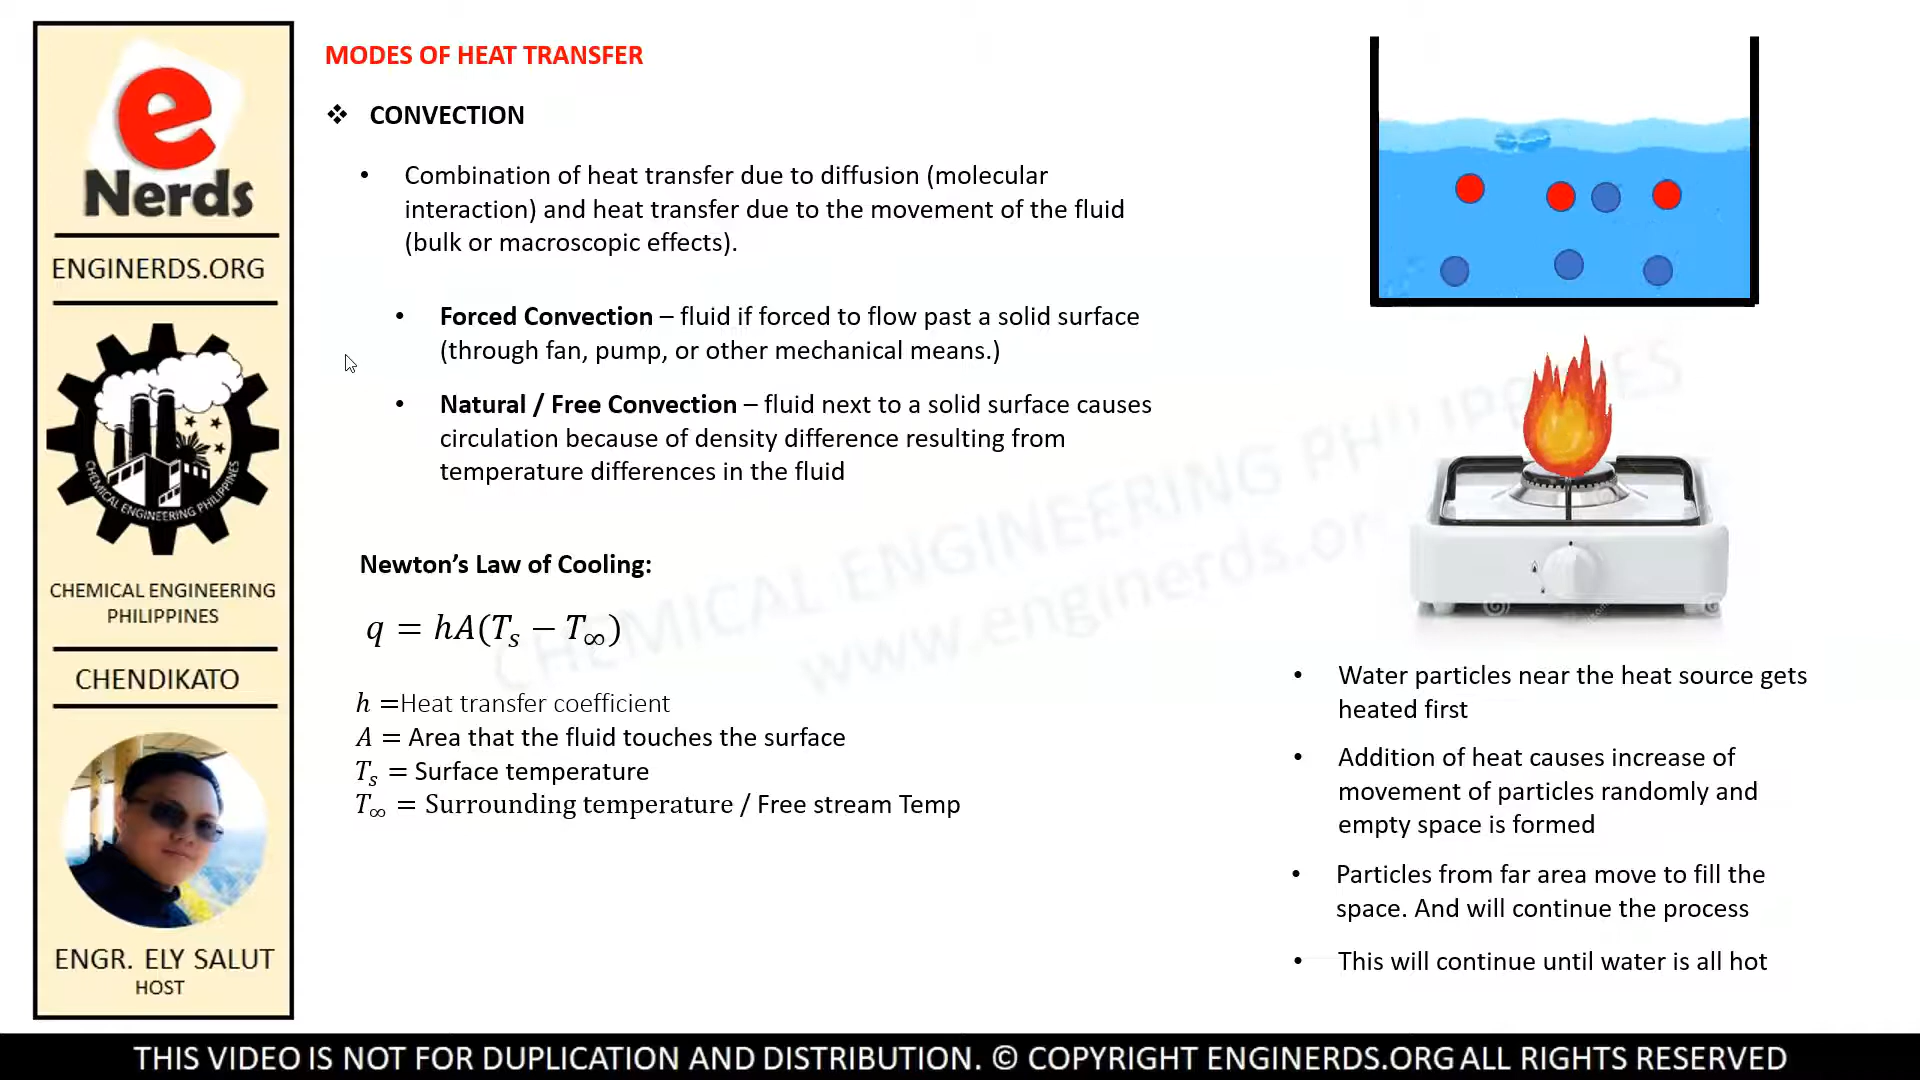 e
Nerds
ENGINERDS.ORG
CHEMICAL ENGINEERING PHILIPPINES
CHEMICAL ENGINEERING
PHILIPPINES
CHENDIKATO
ENGR. ELY SALUT
HOST
MODES OF HEAT TRANSFER
❖ CONVECTION
• Combination of heat transfer due to diffusion (molecular
interaction) and heat transfer due to the movement of the fluid
(bulk or macroscopic effects).
• Forced Convection – fluid if forced to flow past a solid surface
(through fan, pump, or other mechanical means.)
• Natural / Free Convection – fluid next to a solid surface causes
circulation because of density difference resulting from
temperature differences in the fluid
Newton’s Law of Cooling:
q = hA(Tₛ − T∞)
h =Heat transfer coefficient
A = Area that the fluid touches the surface
Tₛ = Surface temperature
T∞ = Surrounding temperature / Free stream Temp
CHEMICAL ENGINEERING PHILIPPINES
www.enginerds.org
• Water particles near the heat source gets
heated first
• Addition of heat causes increase of
movement of particles randomly and
empty space is formed
• Particles from far area move to fill the
space. And will continue the process
• This will continue until water is all hot
THIS VIDEO IS NOT FOR DUPLICATION AND DISTRIBUTION. © COPYRIGHT ENGINERDS.ORG ALL RIGHTS RESERVED